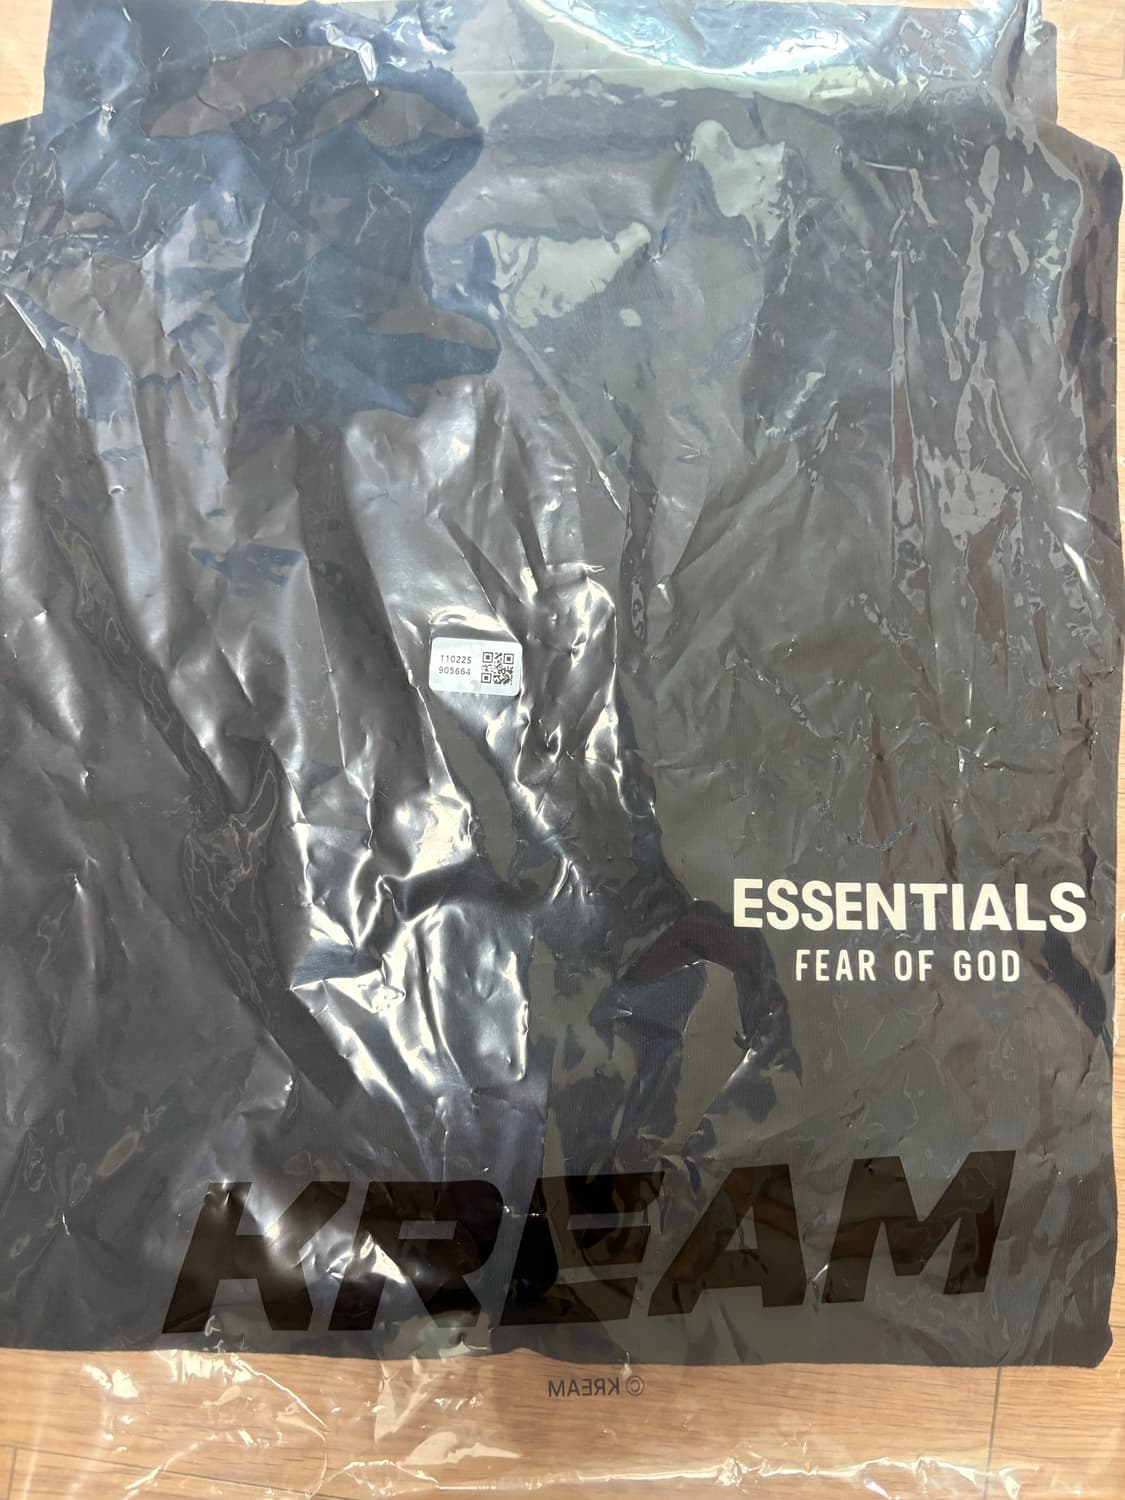 110225
905664
ESSENTIALS
FEAR OF GOD
KREAM
© KREAM